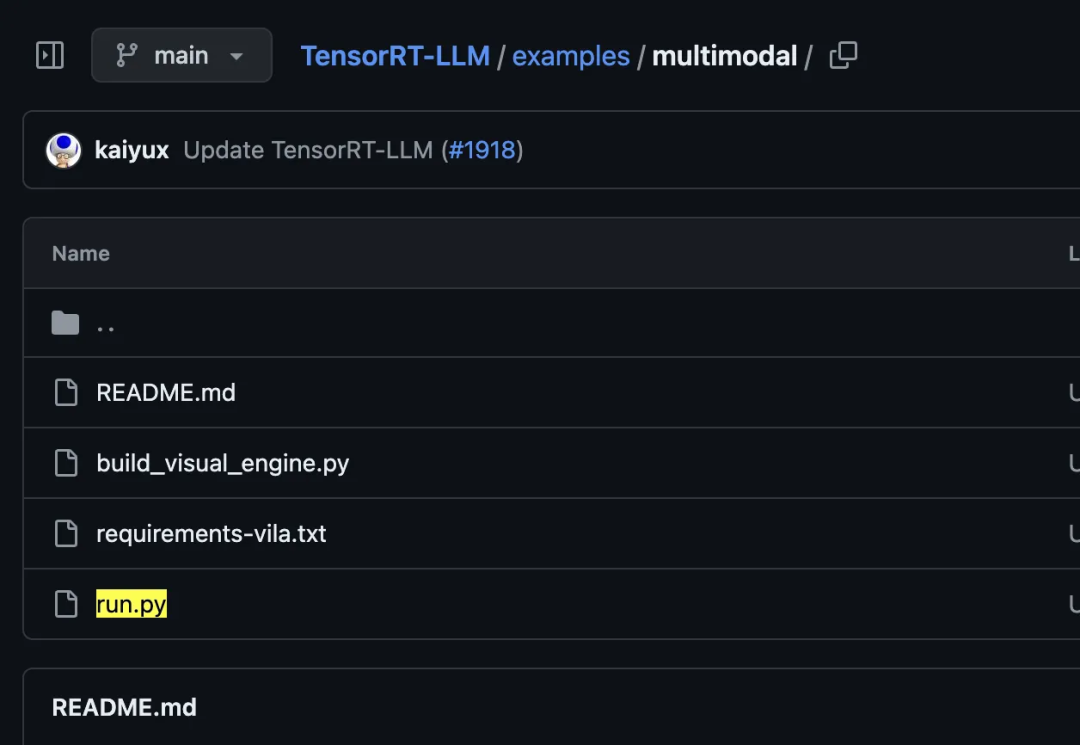 main TensorRT-LLM / examples / multimodal /
kaiyux Update TensorRT-LLM (#1918)
Name L
..
README.md U
build_visual_engine.py U
requirements-vila.txt U
run.py U
README.md